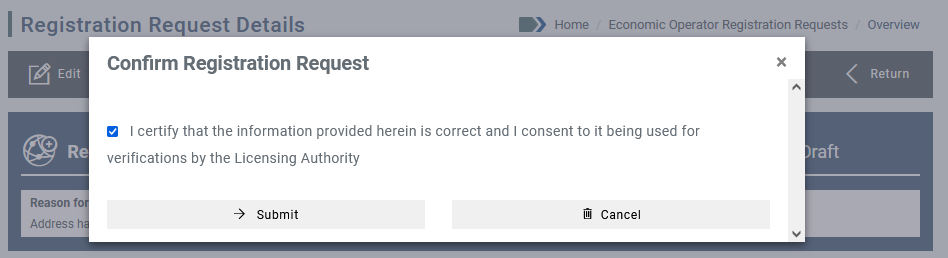 Registration Request Details
Home / Economic Operator Registration Requests / Overview
Confirm Registration Request
×
Edit
Return
I certify that the information provided herein is correct and I consent to it being used for
verifications by the Licensing Authority
Draft
Reason for
Address
Submit
Cancel